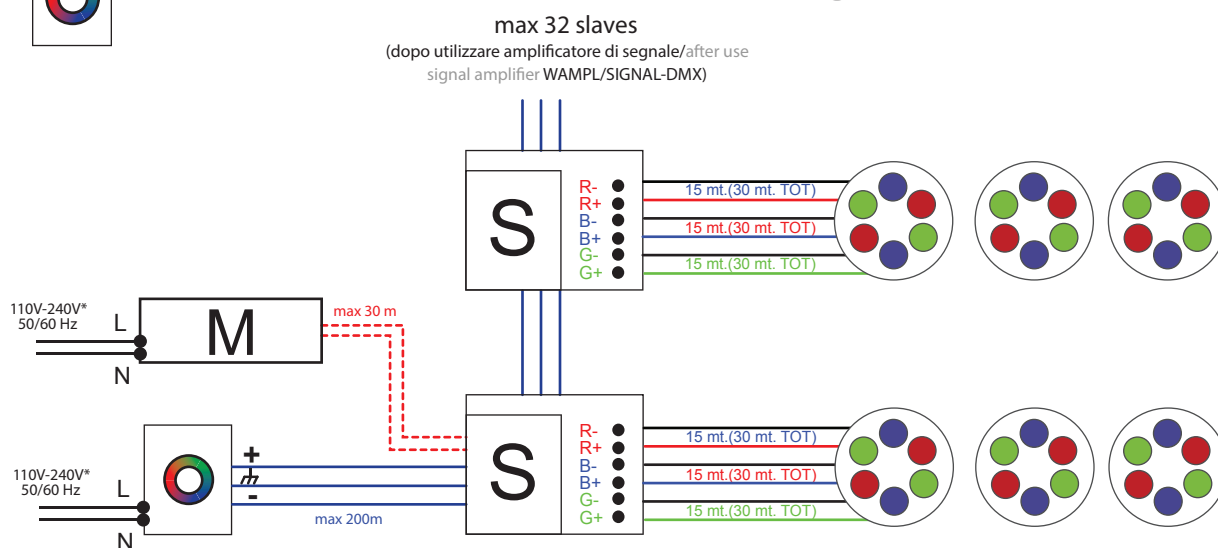 max 32 slaves
(dopo utilizzare amplificatore di segnale/after use
signal amplifier WAMPL/SIGNAL-DMX)
S
R-
R+
B-
B+
G-
G+
15 mt.(30 mt. TOT)
15 mt.(30 mt. TOT)
15 mt.(30 mt. TOT)
110V-240V*
50/60 Hz
L
N
M
max 30 m
110V-240V*
50/60 Hz
L
N
+
-
max 200m
S
R-
R+
B-
B+
G-
G+
15 mt.(30 mt. TOT)
15 mt.(30 mt. TOT)
15 mt.(30 mt. TOT)